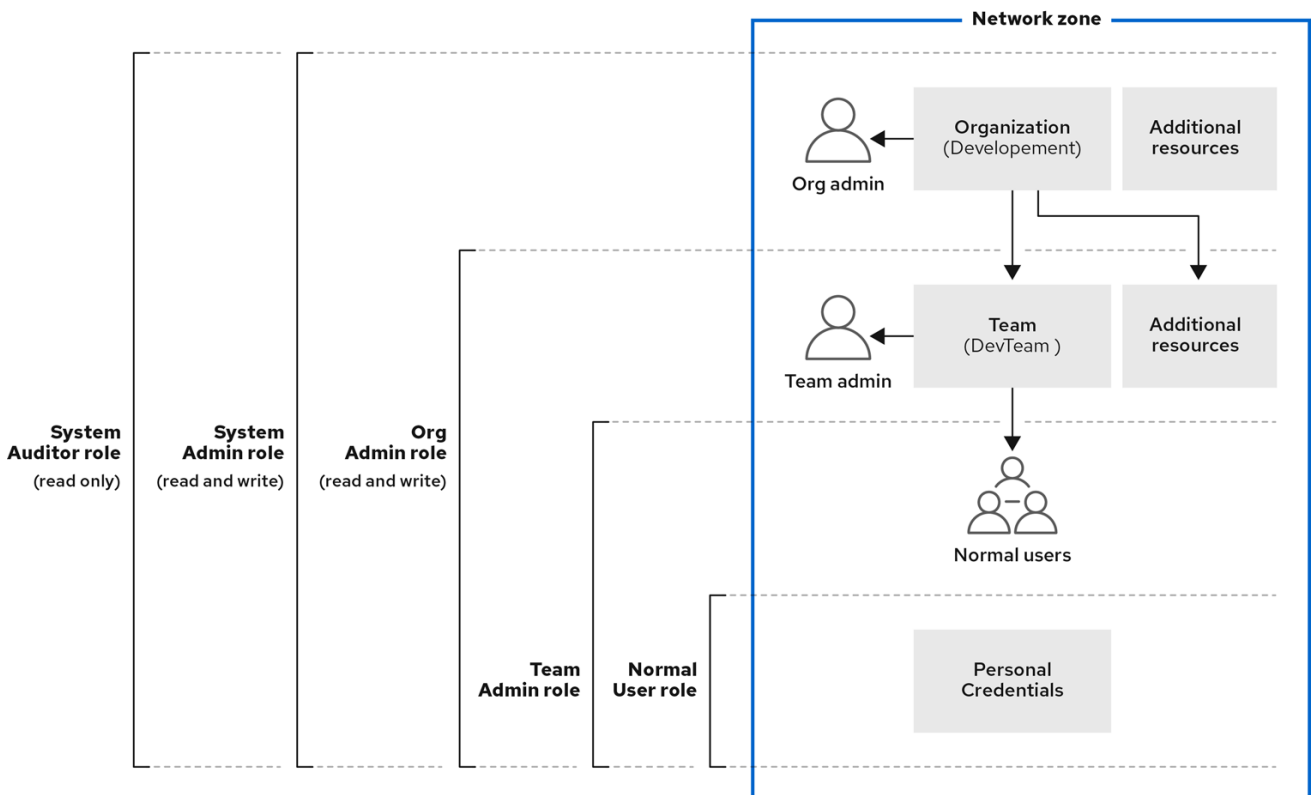 Network zone
Organization
(Developement)
Additional
resources
Org admin
Team
(DevTeam )
Additional
resources
Team admin
System
Auditor role
(read only)
System
Admin role
(read and write)
Org
Admin role
(read and write)
Normal users
Team
Admin role
Normal
User role
Personal
Credentials